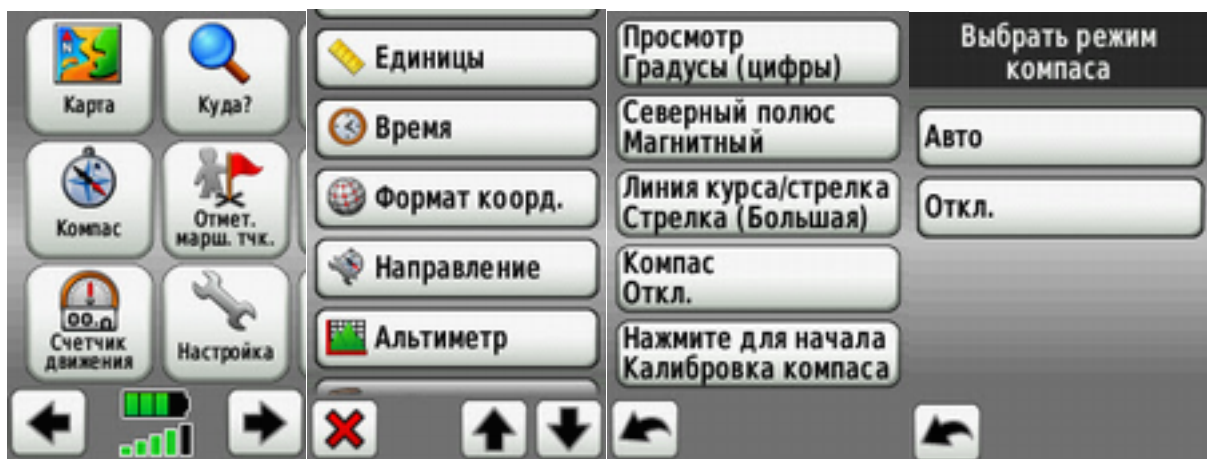 Карта
Куда?
Компас
Отмет.
марш. тчк.
00.0
Счетчик
движения
Настройка
Единицы
Время
Формат коорд.
Направление
Альтиметр
Просмотр
Градусы (цифры)
Северный полюс
Магнитный
Линия курса/стрелка
Стрелка (Большая)
Компас
Откл.
Нажмите для начала
Калибровка компаса
Выбрать режим
компаса
Авто
Откл.